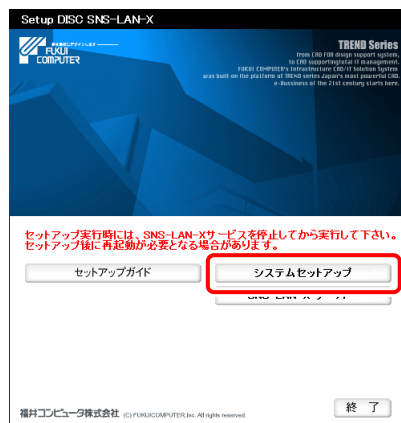 Setup DISC SNS-LAN-X
FUKUI
COMPUTER
TREND Series
from CAD FOR design support system,
to CAD supporting total IT management.
FUKUI COMPUTER's Infrastructure CAD/IT Solution System
was built on the platform of TREND series Japan's most powerful CAD.
e-Bussiness of the 21st century starts here.
セットアップ実行時には、SNS-LAN-Xサービスを停止してから実行して下さい。
セットアップ後に再起動が必要となる場合があります。
セットアップガイド
システムセットアップ
福井コンピュータ株式会社 (C) FUKUICOMPUTER,Inc. All rights reserved.
終 了